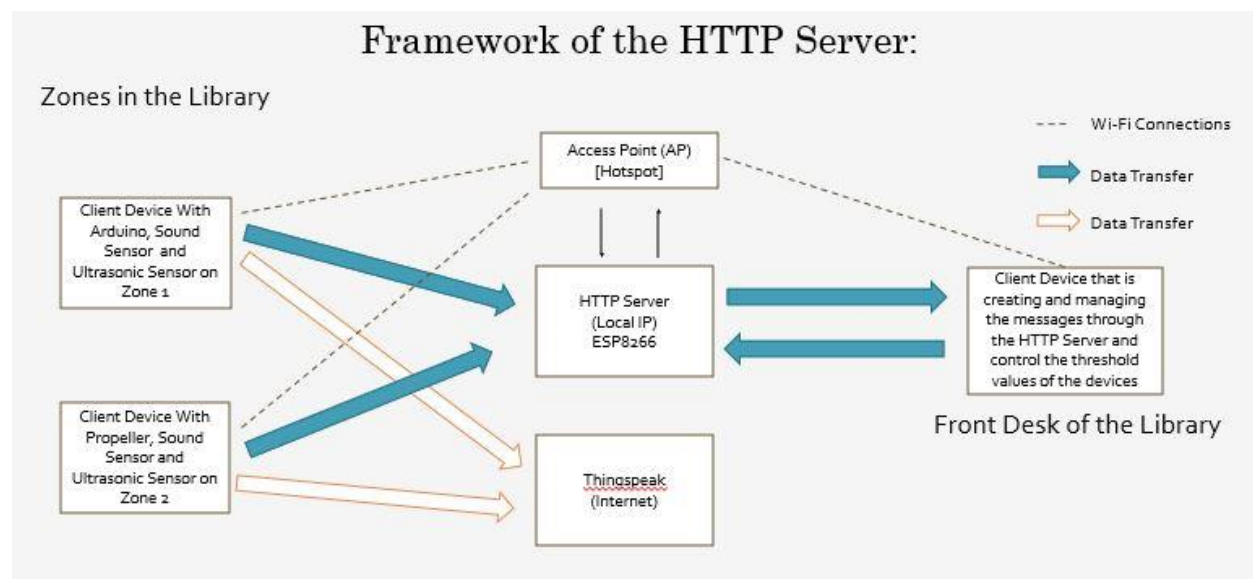 Framework of the HTTP Server:
Zones in the Library
Wi-Fi Connections
Data Transfer
Data Transfer
Access Point (AP)
[Hotspot]
Client Device With
Arduino, Sound
Sensor and
Ultrasonic Sensor on
Zone 1
HTTP Server
(Local IP)
ESP8266
Client Device that is
creating and managing
the messages through
the HTTP Server and
control the threshold
values of the devices
Front Desk of the Library
Client Device With
Propeller, Sound
Sensor and
Ultrasonic Sensor on
Zone 2
Thingspeak
(Internet)